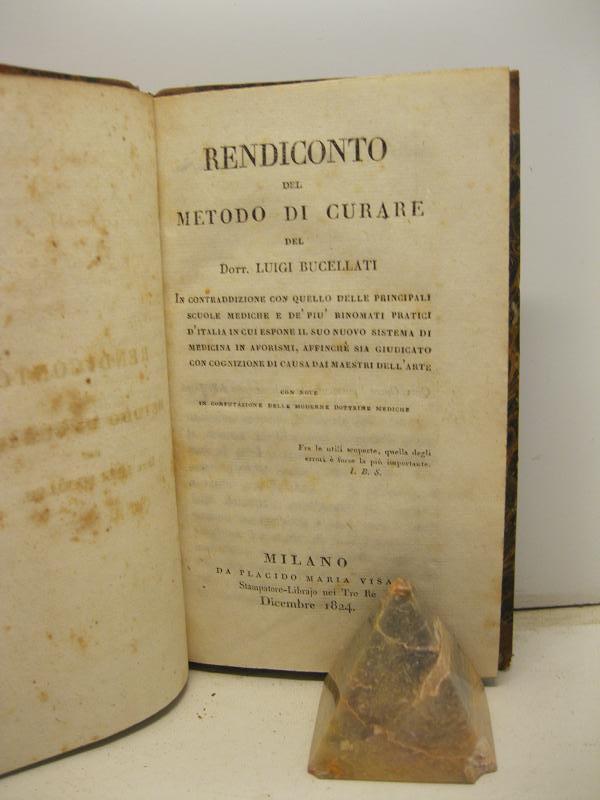 RENDICONTO
DEL
METODO DI CURARE
DEL
Dott. LUIGI BUCELLATI
In contraddizione con quello delle principali
scuole mediche e de' piu' rinomati pratici
d'Italia in cui espone il suo nuovo sistema di
medicina in aforismi, affinchè sia giudicato
con cognizione di causa dai maestri dell'arte
CON NOTE
IN CONFUTAZIONE DELLE MODERNE DOTTRINE MEDICHE
Fra le utili scoperte, quella degli
errori è forse la più importante.
I. B. S.
MILANO
DA PLACIDO MARIA VISA
Stampatore-Librajo nei Tre Re
Dicembre 1824.